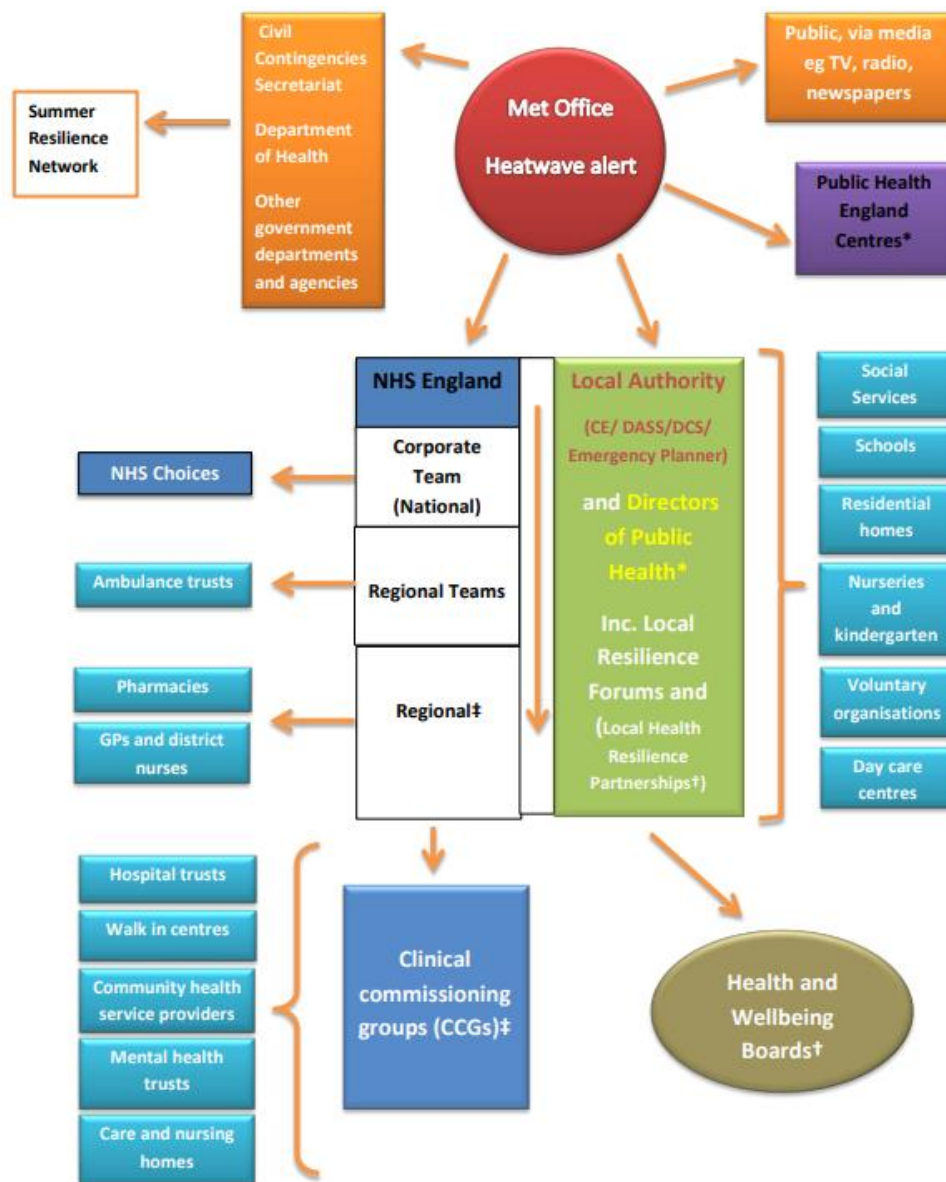 Civil
Contingencies
Secretariat
Department
of Health
Other
government
departments
and agencies
Summer
Resilience
Network
Met Office
Heatwave alert
Public, via media
eg TV, radio,
newspapers
Public Health
England
Centres*
NHS England
Corporate
Team
(National)
Regional Teams
Regional‡
NHS Choices
Ambulance trusts
Pharmacies
GPs and district
nurses
Local Authority
(CE/ DASS/DCS/
Emergency Planner)
and Directors
of Public
Health*
Inc. Local
Resilience
Forums and
(Local Health
Resilience
Partnerships†)
Social
Services
Schools
Residential
homes
Nurseries
and
kindergarten
Voluntary
organisations
Day care
centres
Hospital trusts
Walk in centres
Community health
service providers
Mental health
trusts
Care and nursing
homes
Clinical
commissioning
groups (CCGs)‡
Health and
Wellbeing
Boards†